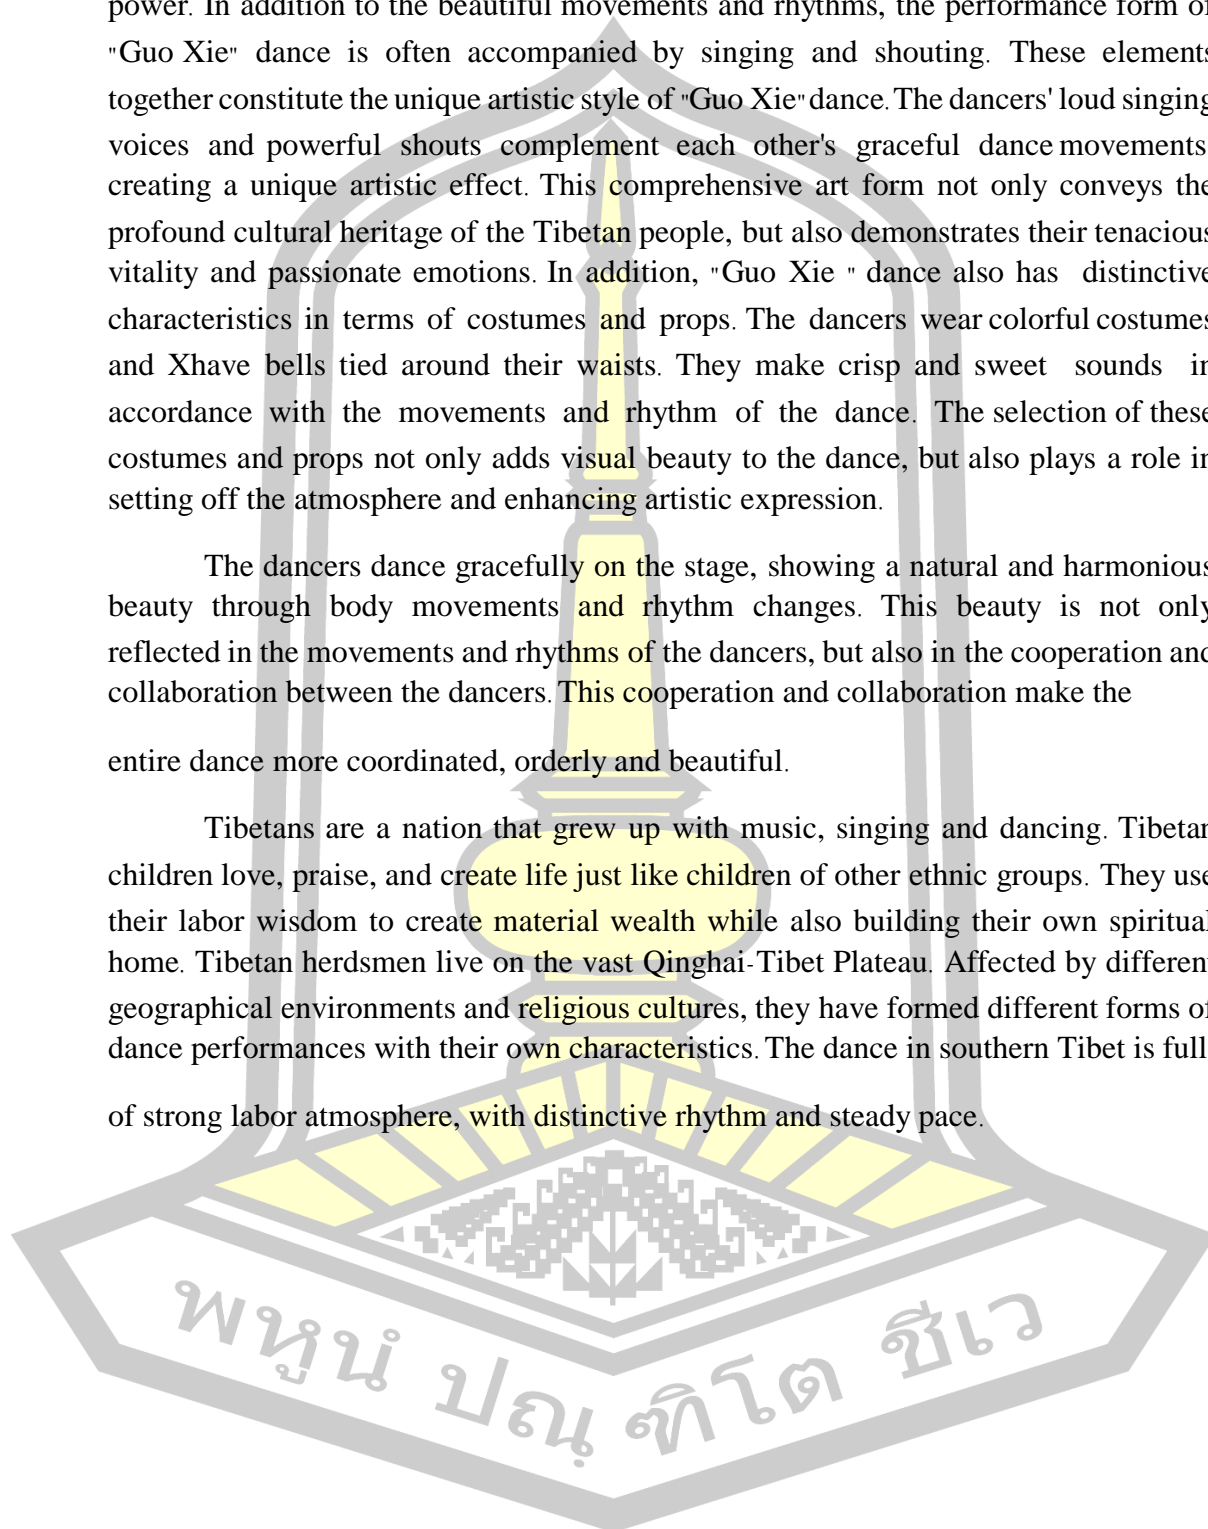 power. In addition to the beautiful movements and rhythms, the performance form of
"Guo Xie" dance is often accompanied by singing and shouting. These elements
together constitute the unique artistic style of "Guo Xie" dance. The dancers' loud singing
voices and powerful shouts complement each other's graceful dance movements
creating a unique artistic effect. This comprehensive art form not only conveys the
profound cultural heritage of the Tibetan people, but also demonstrates their tenacious
vitality and passionate emotions. In addition, "Guo Xie " dance also has distinctive
characteristics in terms of costumes and props. The dancers wear colorful costumes
and Xhave bells tied around their waists. They make crisp and sweet sounds in
accordance with the movements and rhythm of the dance. The selection of these
costumes and props not only adds visual beauty to the dance, but also plays a role in
setting off the atmosphere and enhancing artistic expression.
The dancers dance gracefully on the stage, showing a natural and harmonious
beauty through body movements and rhythm changes. This beauty is not only
reflected in the movements and rhythms of the dancers, but also in the cooperation and
collaboration between the dancers. This cooperation and collaboration make the
entire dance more coordinated, orderly and beautiful.
Tibetans are a nation that grew up with music, singing and dancing. Tibetan
children love, praise, and create life just like children of other ethnic groups. They use
their labor wisdom to create material wealth while also building their own spiritual
home. Tibetan herdsmen live on the vast Qinghai-Tibet Plateau. Affected by different
geographical environments and religious cultures, they have formed different forms of
dance performances with their own characteristics. The dance in southern Tibet is full
of strong labor atmosphere, with distinctive rhythm and steady pace.
พหูนํ ปณฺฑิโต ชีเว